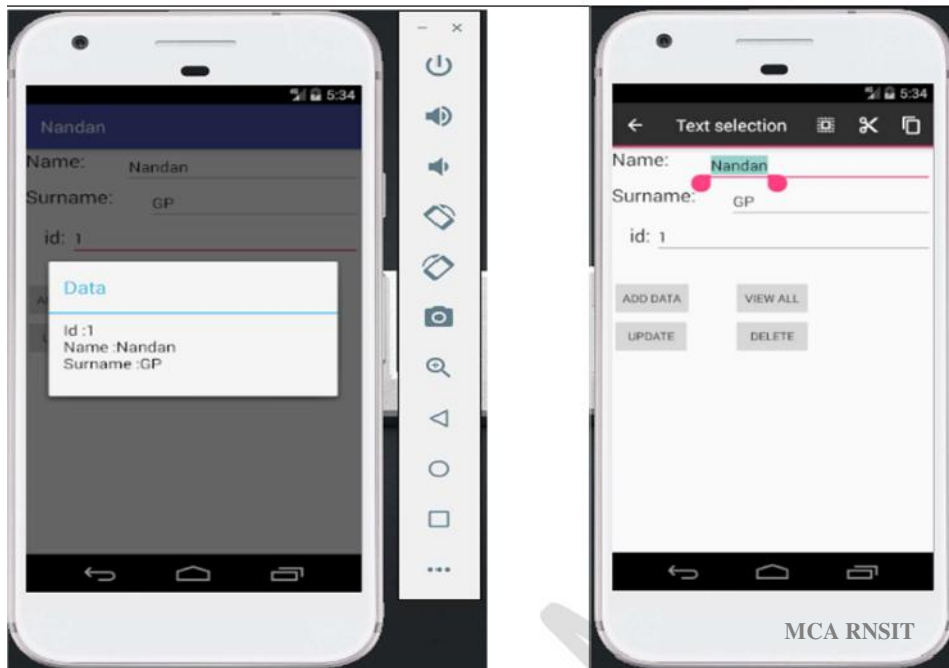 5:34
Nandan
Name: Nandan
Surname: GP
id: 1
Data
Id :1
Name :Nandan
Surname :GP
5:34
Text selection
Name: Nandan
Surname: GP
id: 1
ADD DATA VIEW ALL
UPDATE DELETE
MCA RNSIT